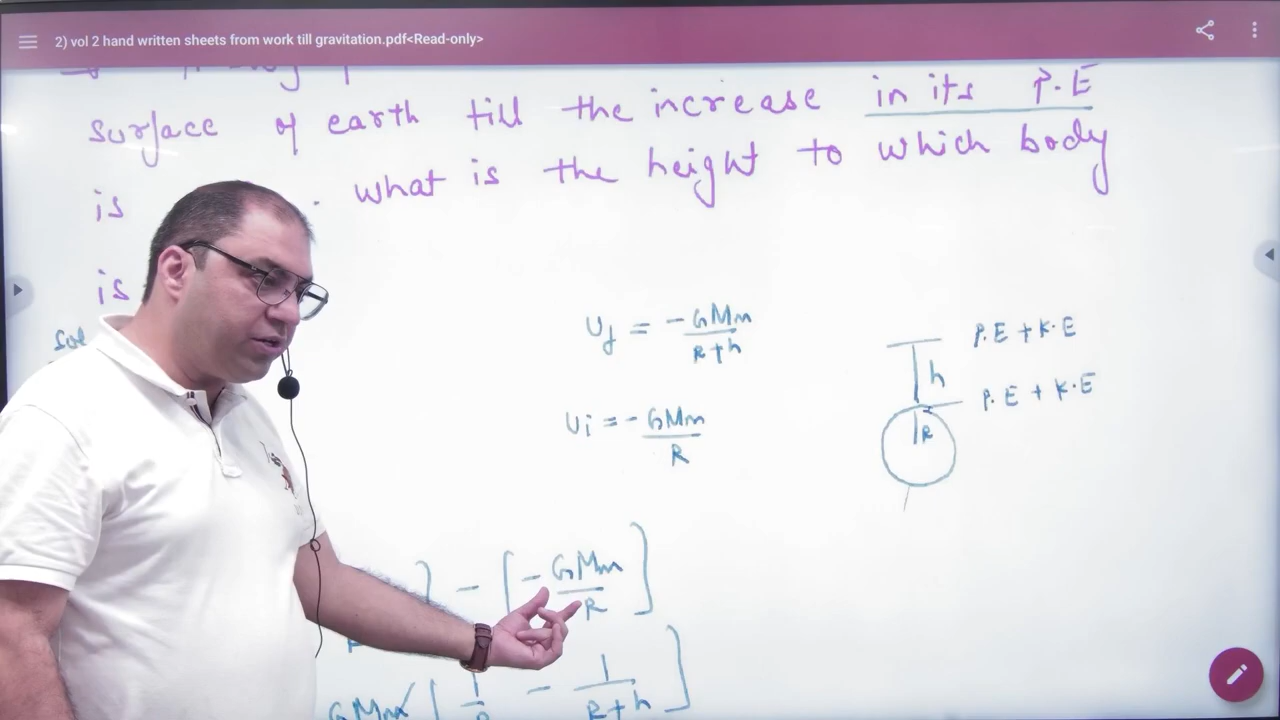 2) vol 2 hand written sheets from work till gravitation.pdf<Read-only>
surface of earth till the increase in its P.E
is . what is the height to which body
is
Sol
Uf = -GMm/R+h
P.E + K.E
h
P.E + K.E
Ui = -GMm/R
R
] - [-GMm/R]
GMm [1/R - 1/R+h]